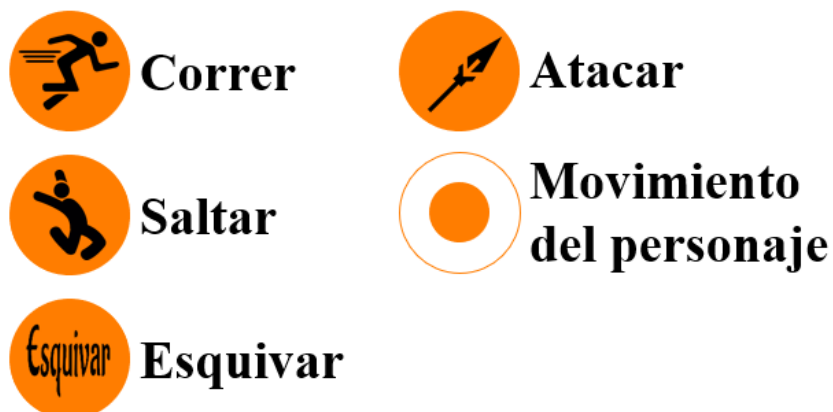 Correr
Atacar
Saltar
Movimiento
del personaje
Esquivar
Esquivar